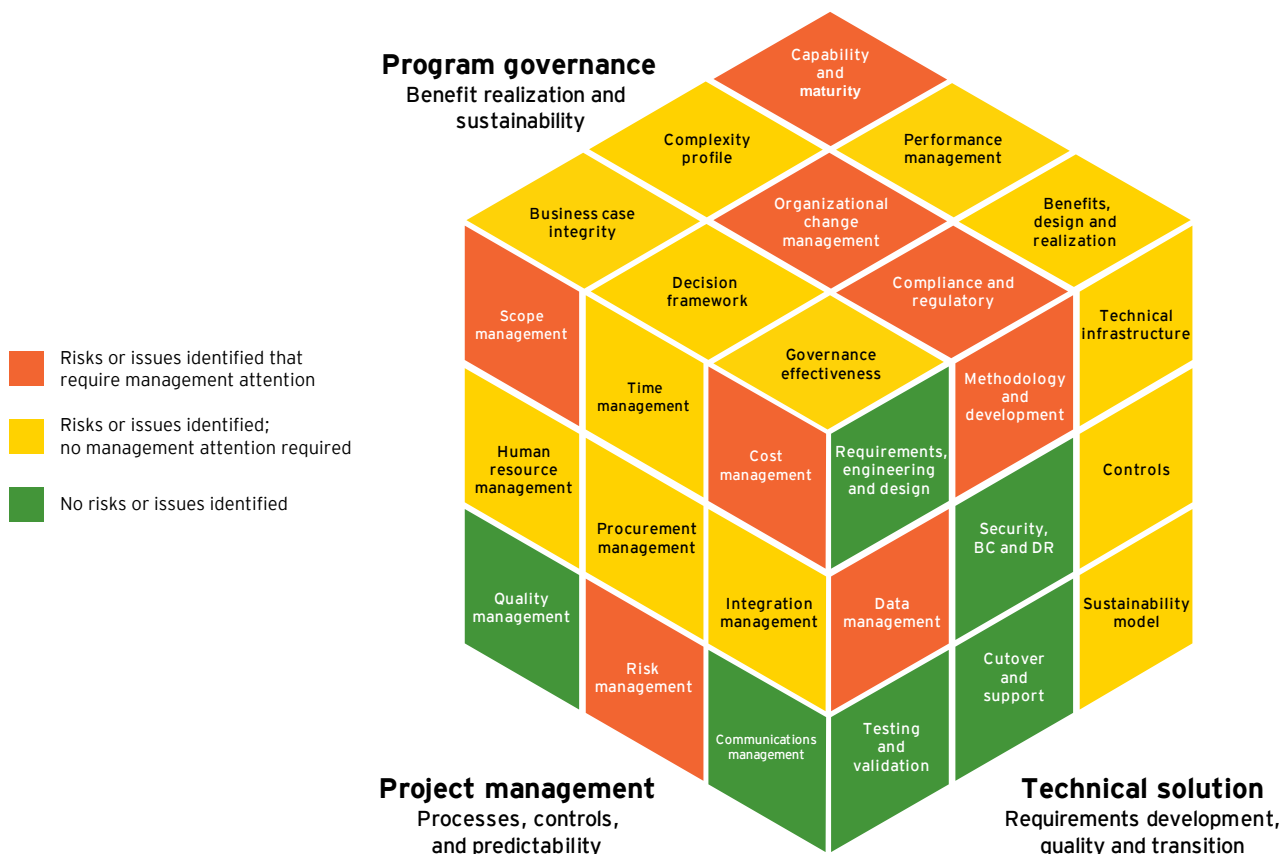 Program governance
Benefit realization and
sustainability
Capability
and
maturity
Complexity
profile
Performance
management
Business case
integrity
Organizational
change
management
Benefits,
design and
realization
Decision
framework
Compliance and
regulatory
Governance
effectiveness
Scope
management
Time
management
Cost
management
Human
resource
management
Procurement
management
Integration
management
Quality
management
Risk
management
Communications
management
Requirements,
engineering
and design
Methodology
and
development
Technical
infrastructure
Data
management
Security,
BC and DR
Controls
Testing
and
validation
Cutover
and
support
Sustainability
model
Risks or issues identified that
require management attention
Risks or issues identified;
no management attention required
No risks or issues identified
Project management
Processes, controls,
and predictability
Technical solution
Requirements development,
quality and transition